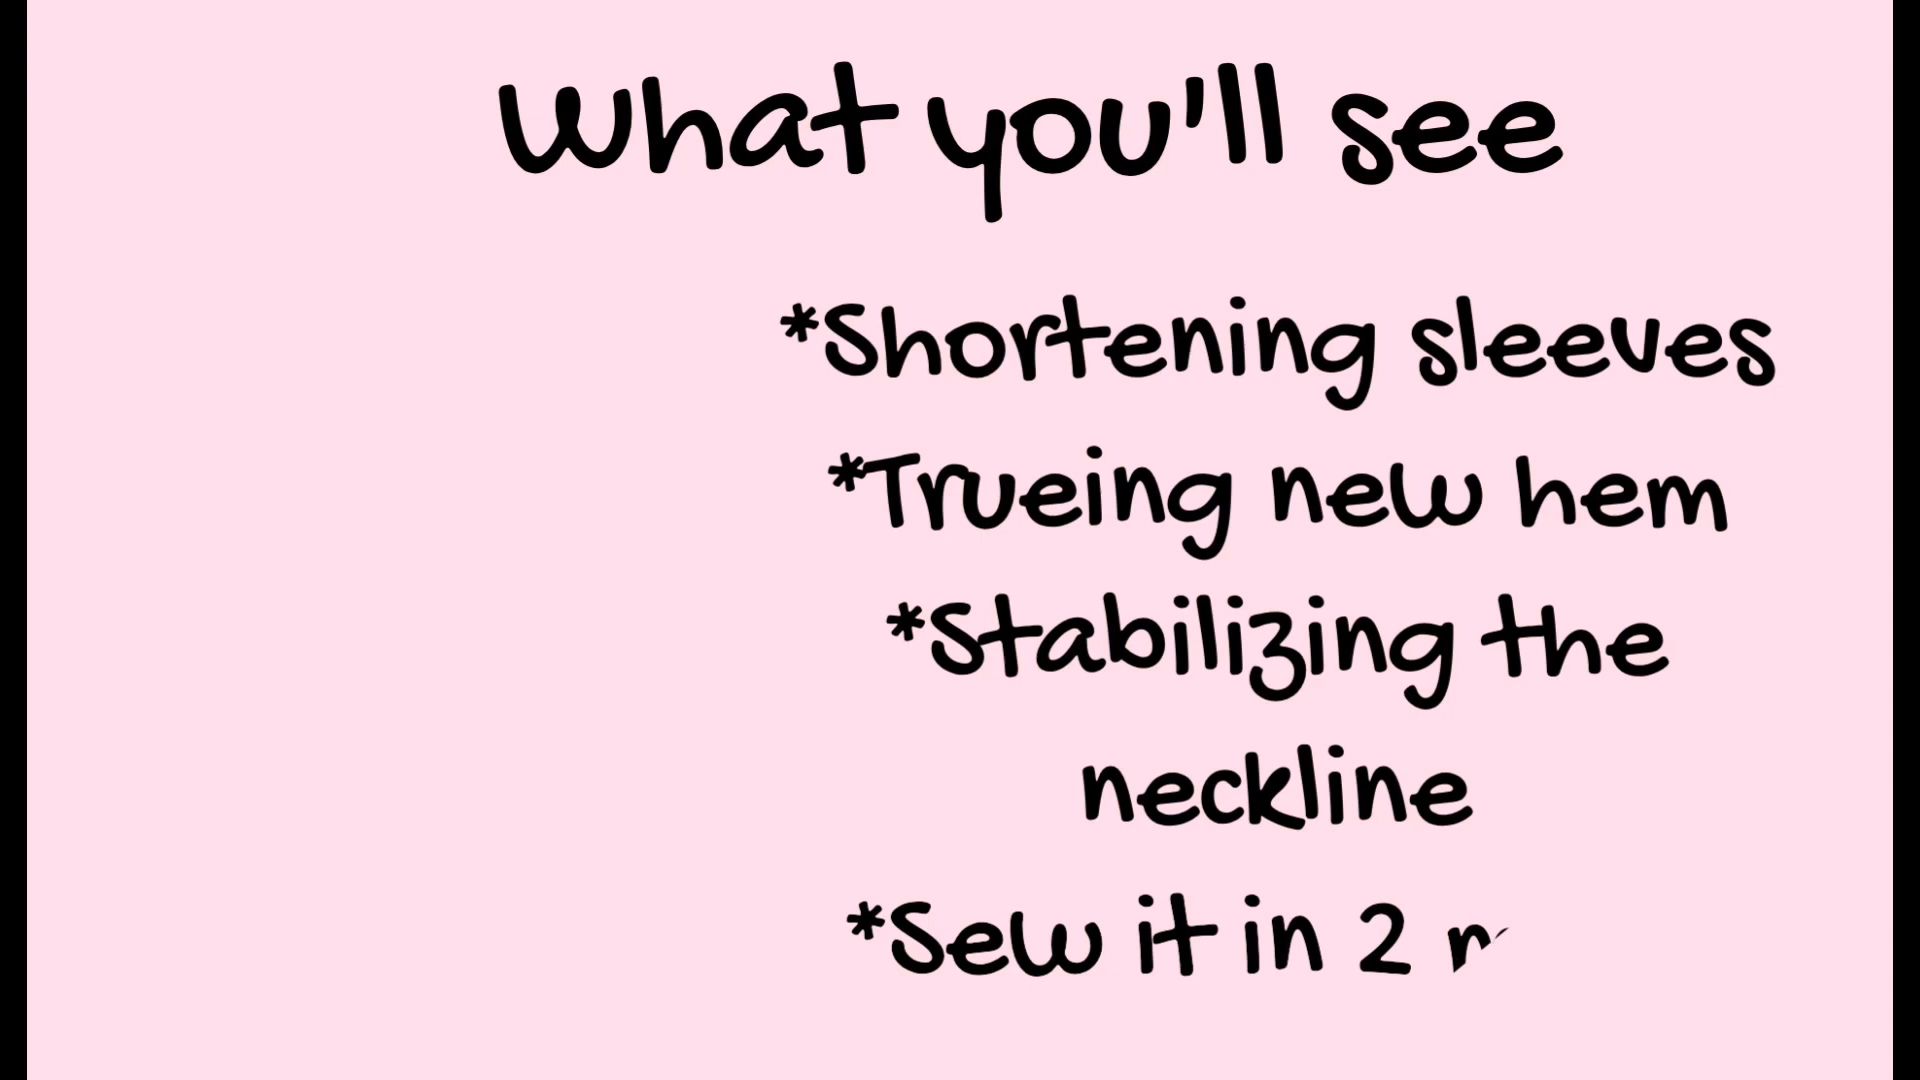 What you'll see
*Shortening sleeves
*Trueing new hem
*Stabilizing the
neckline
*Sew it in 2